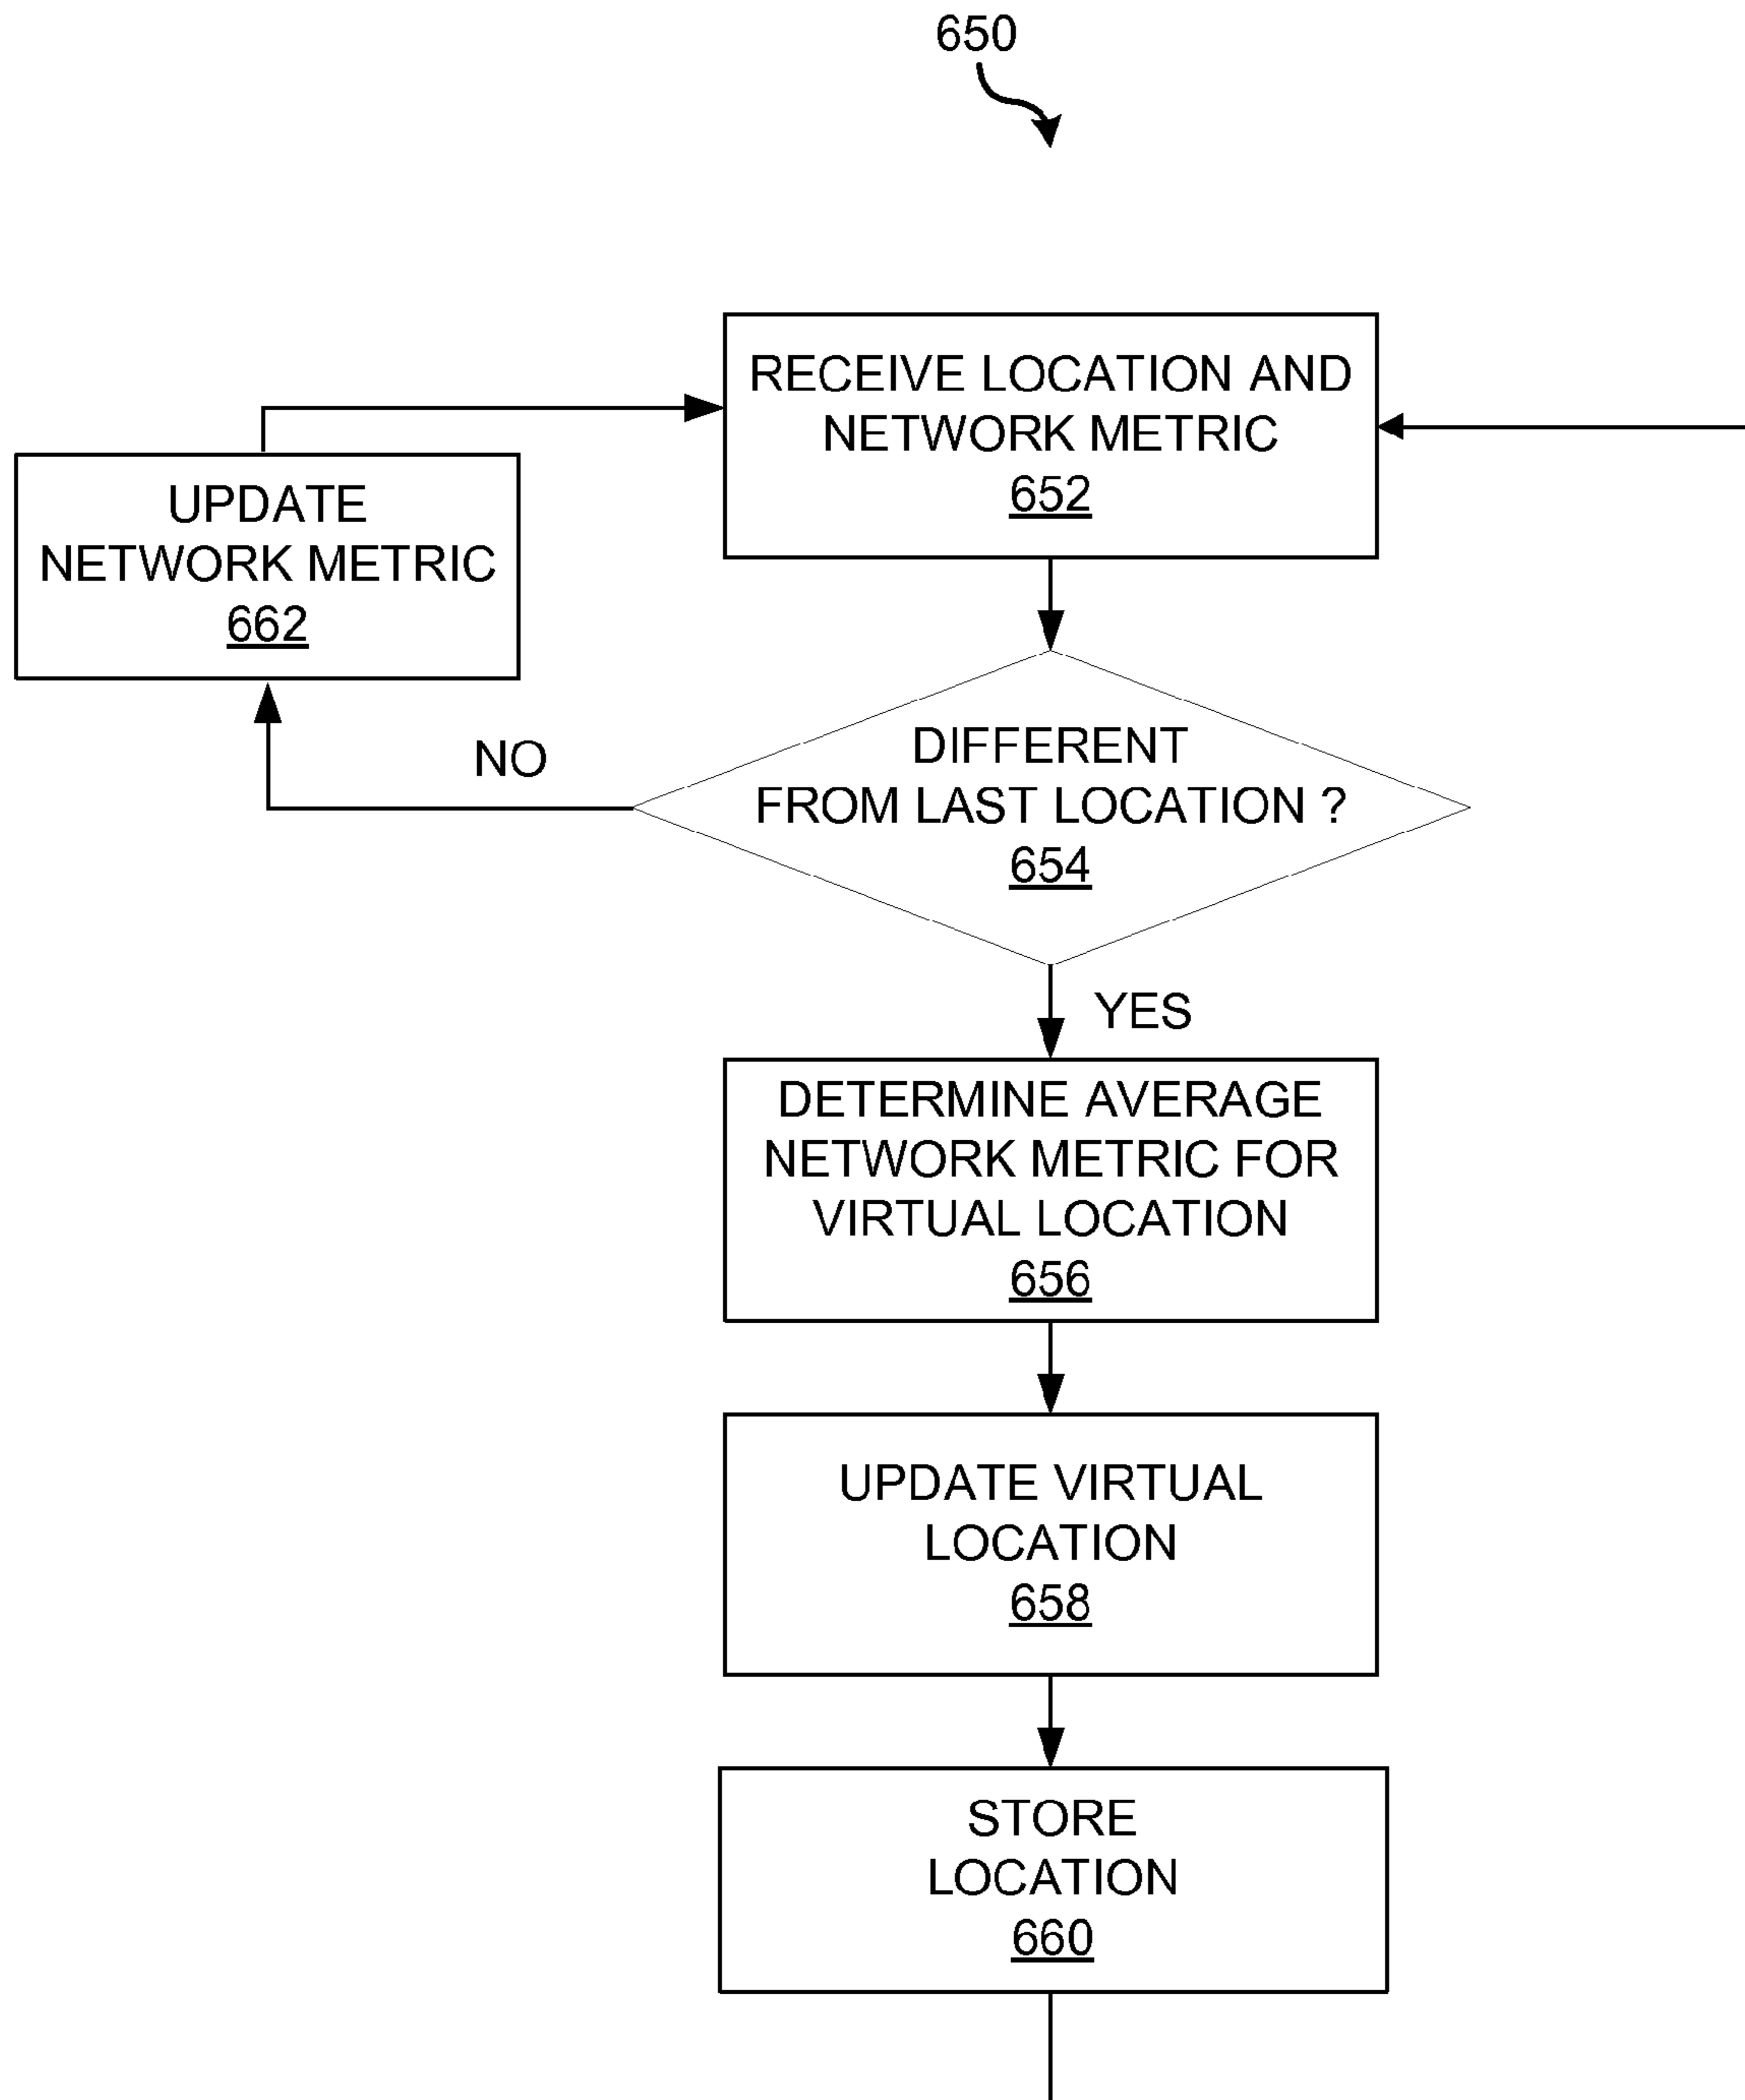 650
RECEIVE LOCATION AND
NETWORK METRIC
652
UPDATE
NETWORK METRIC
662
DIFFERENT
FROM LAST LOCATION ?
654
NO
YES
DETERMINE AVERAGE
NETWORK METRIC FOR
VIRTUAL LOCATION
656
UPDATE VIRTUAL
LOCATION
658
STORE
LOCATION
660